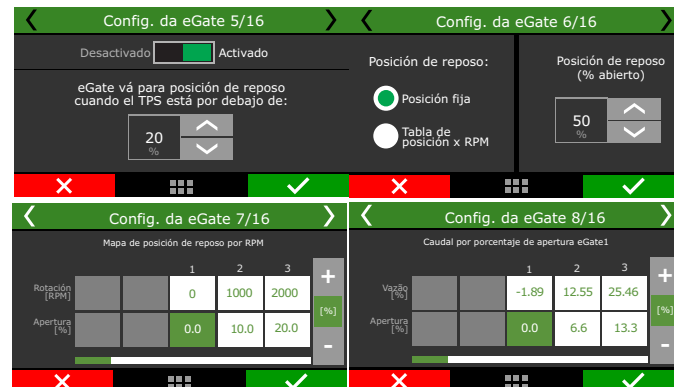 Config. da eGate 5/16
Desactivado Activado
eGate vá para posición de reposo
cuando el TPS está por debajo de:
20
%
Config. da eGate 6/16
Posición de reposo:
Posición fija
Tabla de
posición x RPM
Posición de reposo
(% abierto)
50
%
Config. da eGate 7/16
Mapa de posición de reposo por RPM
1 2 3
Rotación
[RPM]
0 1000 2000
Apertura
[%]
0.0 10.0 20.0
+
[%]
-
Config. da eGate 8/16
Caudal por porcentaje de apertura eGate1
1 2 3
Vazão
[%]
-1.89 12.55 25.46
Apertura
[%]
0.0 6.6 13.3
+
[%]
-